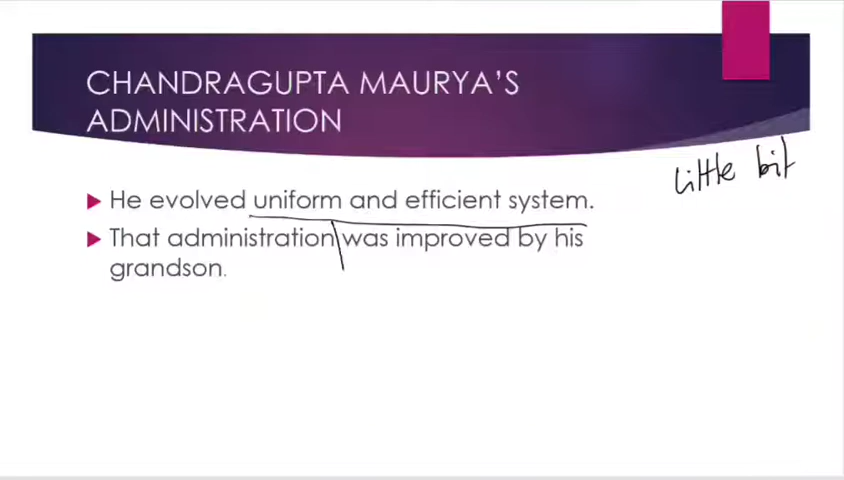 CHANDRAGUPTA MAURYA'S
ADMINISTRATION
little bit
He evolved uniform and efficient system.
That administration was improved by his
grandson.